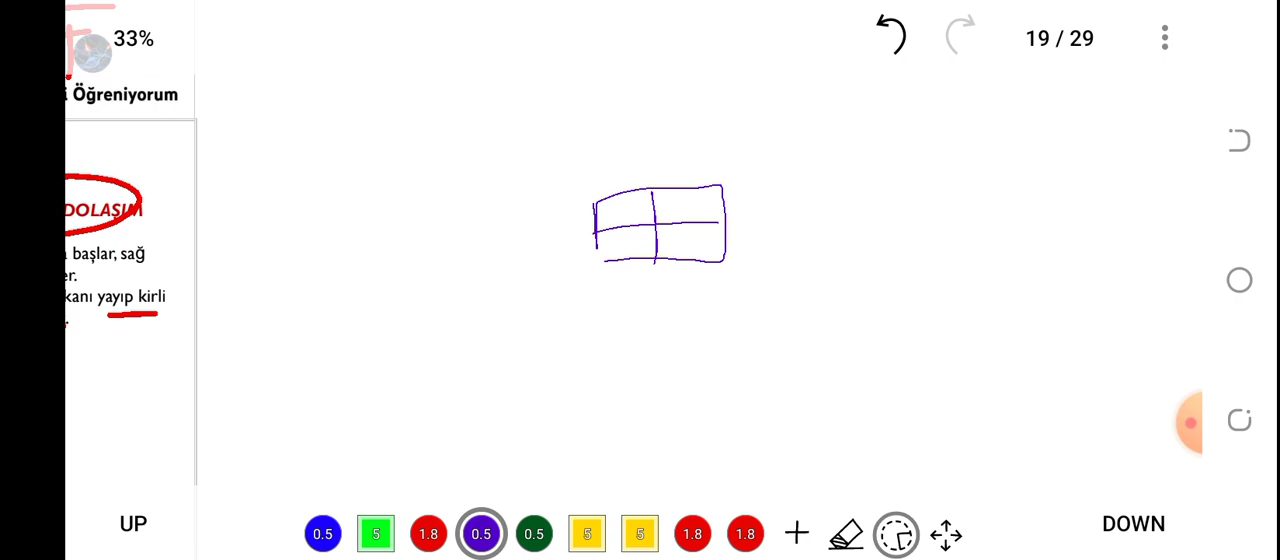 33%
19 / 29
i Öğreniyorum
DOLAŞIM
başlar, sağ
er.
kanı yayıp kirli
UP
0.5 5 1.8 0.5 0.5 5 5 1.8 1.8
DOWN